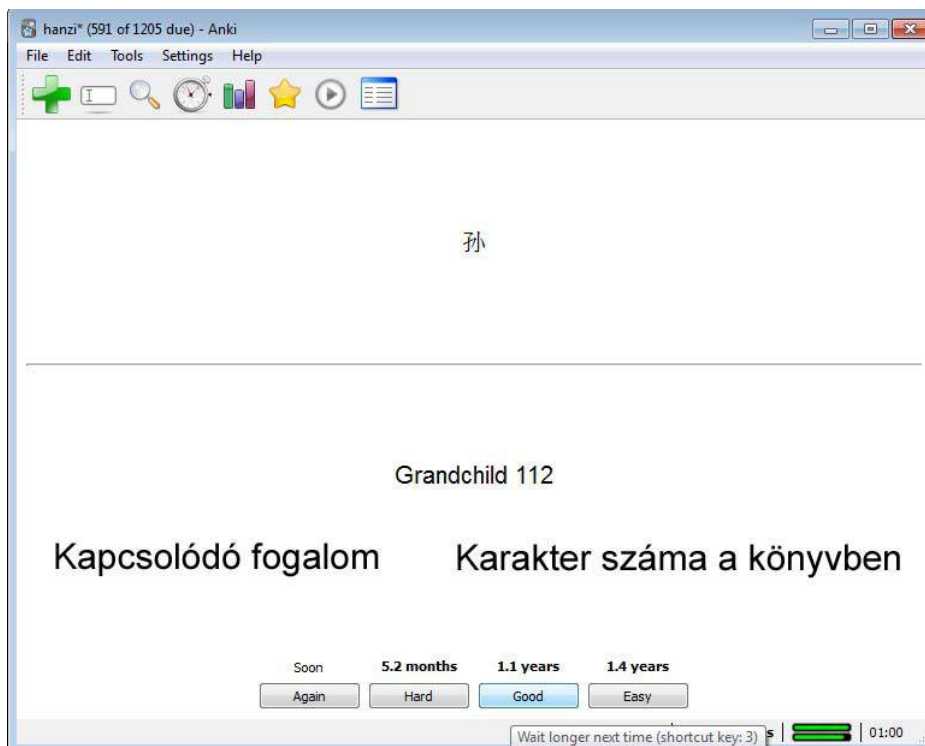 hanzi* (591 of 1205 due) - Anki
File Edit Tools Settings Help
孙
Grandchild 112
Kapcsolódó fogalom Karakter száma a könyvben
Soon 5.2 months 1.1 years 1.4 years
Again Hard Good Easy
Wait longer next time (shortcut key: 3) s 01:00